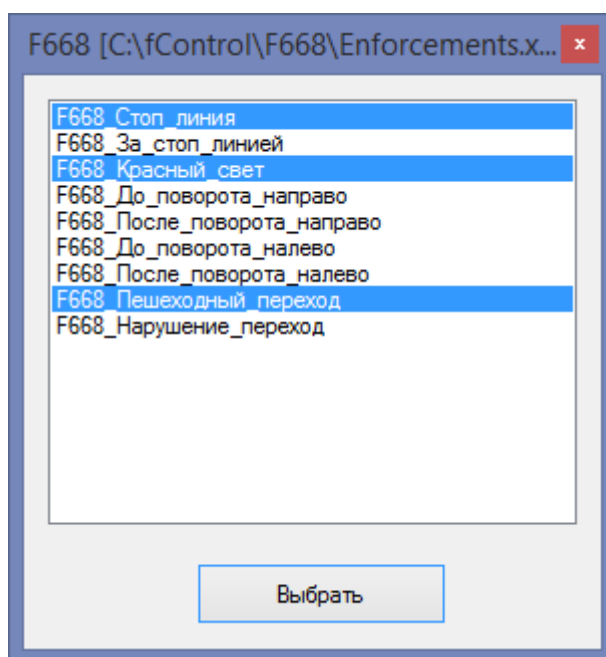 F668 [C:\fControl\F668\Enforcements.x...
x
F668_Стоп_линия
F668_За_стоп_линией
F668_Красный_свет
F668_До_поворота_направо
F668_После_поворота_направо
F668_До_поворота_налево
F668_После_поворота_налево
F668_Пешеходный_переход
F668_Нарушение_переход
Выбрать